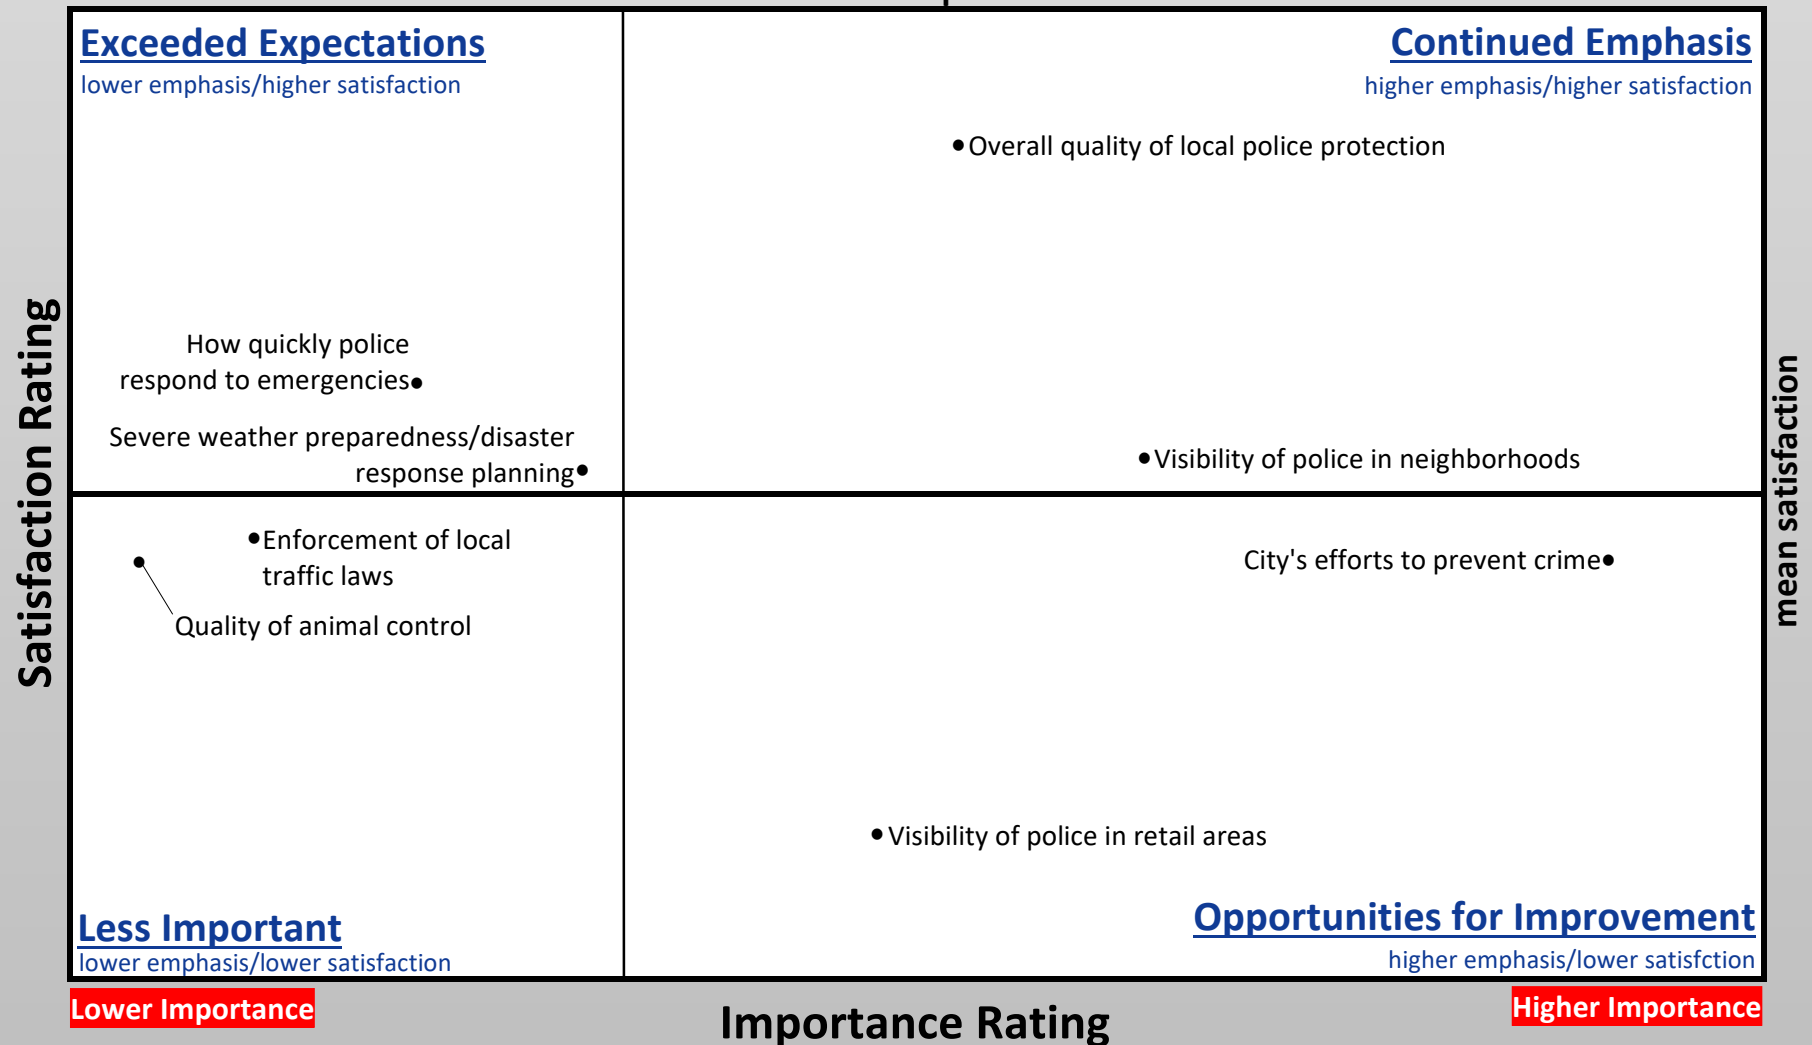 Exceeded Expectations
lower emphasis/higher satisfaction
Continued Emphasis
higher emphasis/higher satisfaction
•Overall quality of local police protection
How quickly police
respond to emergencies•
Severe weather preparedness/disaster
response planning•
•Visibility of police in neighborhoods
Satisfaction Rating
mean satisfaction
•Enforcement of local
traffic laws
Quality of animal control
City's efforts to prevent crime•
•Visibility of police in retail areas
Less Important
lower emphasis/lower satisfaction
Opportunities for Improvement
higher emphasis/lower satisfction
Lower Importance
Importance Rating
Higher Importance